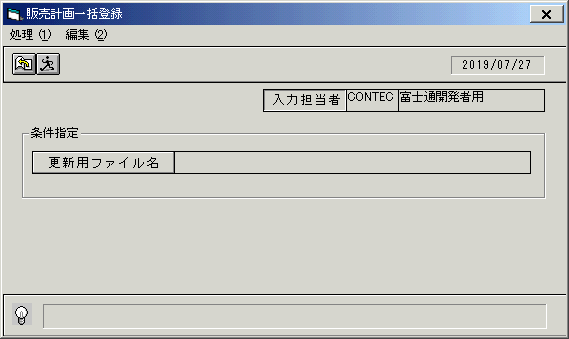 販売計画一括登録
処理 (1) 編集 (2)
2019/07/27
入力担当者 CONTEC 富士通開発者用
条件指定
更新用ファイル名